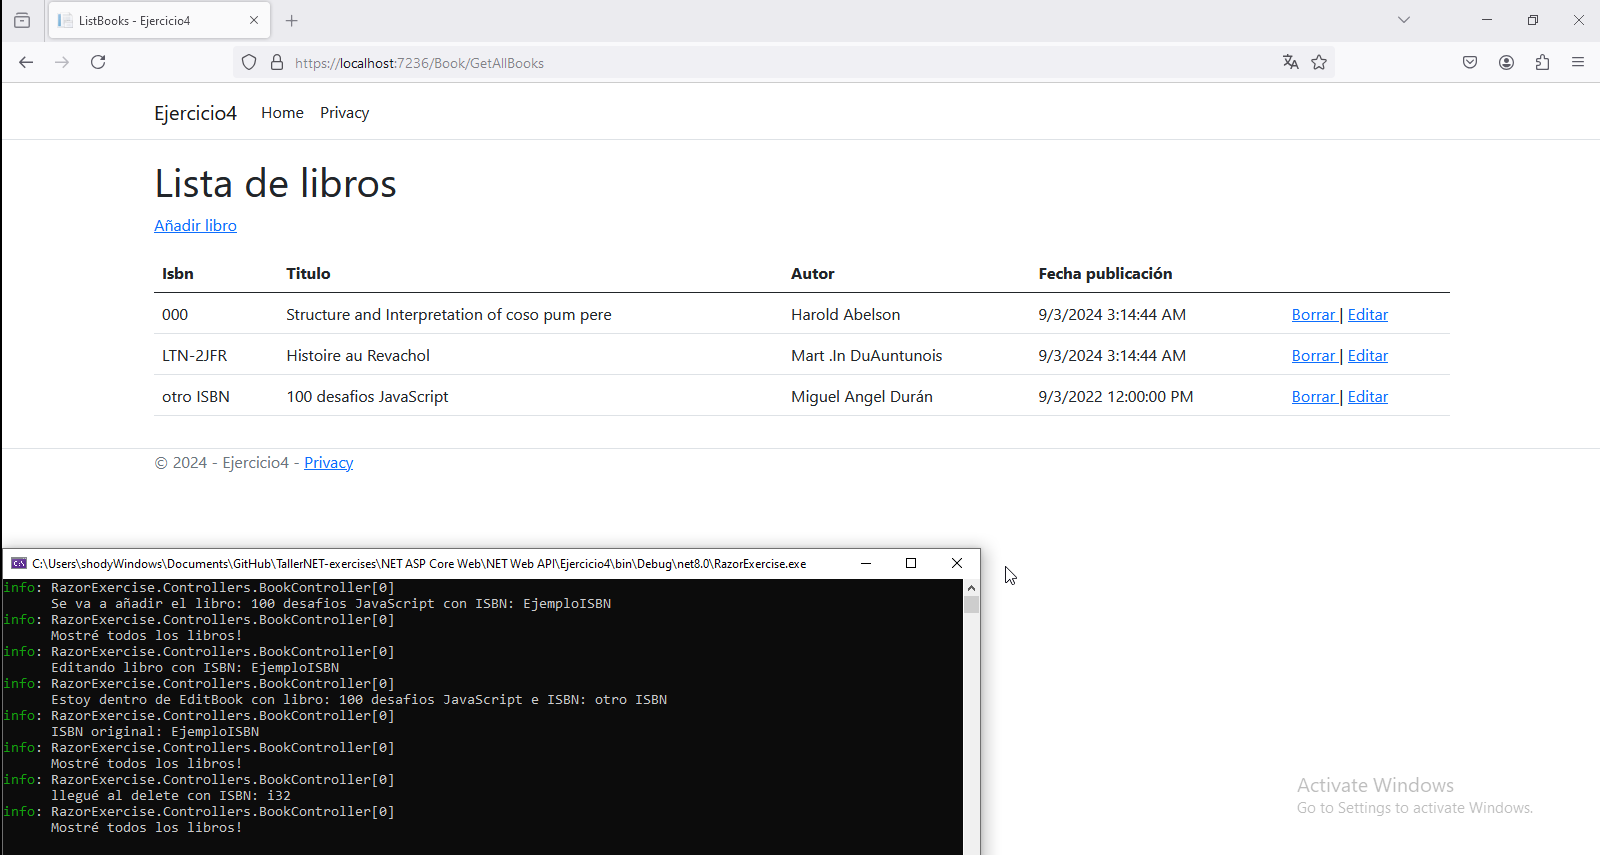 ListBooks - Ejercicio4
https://localhost:7236/Book/GetAllBooks
Ejercicio4 Home Privacy
Lista de libros
Añadir libro
Isbn Titulo Autor Fecha publicación
000 Structure and Interpretation of coso pum pere Harold Abelson 9/3/2024 3:14:44 AM Borrar | Editar
LTN-2JFR Histoire au Revachol Mart .In DuAuntunois 9/3/2024 3:14:44 AM Borrar | Editar
otro ISBN 100 desafios JavaScript Miguel Angel Durán 9/3/2022 12:00:00 PM Borrar | Editar
© 2024 - Ejercicio4 - Privacy
C:\Users\shodyWindows\Documents\GitHub\TallerNET-exercises\NET ASP Core Web\NET Web API\Ejercicio4\bin\Debug\net8.0\RazorExercise.exe
info: RazorExercise.Controllers.BookController[0]
Se va a añadir el libro: 100 desafios JavaScript con ISBN: EjemploISBN
info: RazorExercise.Controllers.BookController[0]
Mostré todos los libros!
info: RazorExercise.Controllers.BookController[0]
Editando libro con ISBN: EjemploISBN
info: RazorExercise.Controllers.BookController[0]
Estoy dentro de EditBook con libro: 100 desafios JavaScript e ISBN: otro ISBN
info: RazorExercise.Controllers.BookController[0]
ISBN original: EjemploISBN
info: RazorExercise.Controllers.BookController[0]
Mostré todos los libros!
info: RazorExercise.Controllers.BookController[0]
llegué al delete con ISBN: i32
info: RazorExercise.Controllers.BookController[0]
Mostré todos los libros!
Activate Windows
Go to Settings to activate Windows.